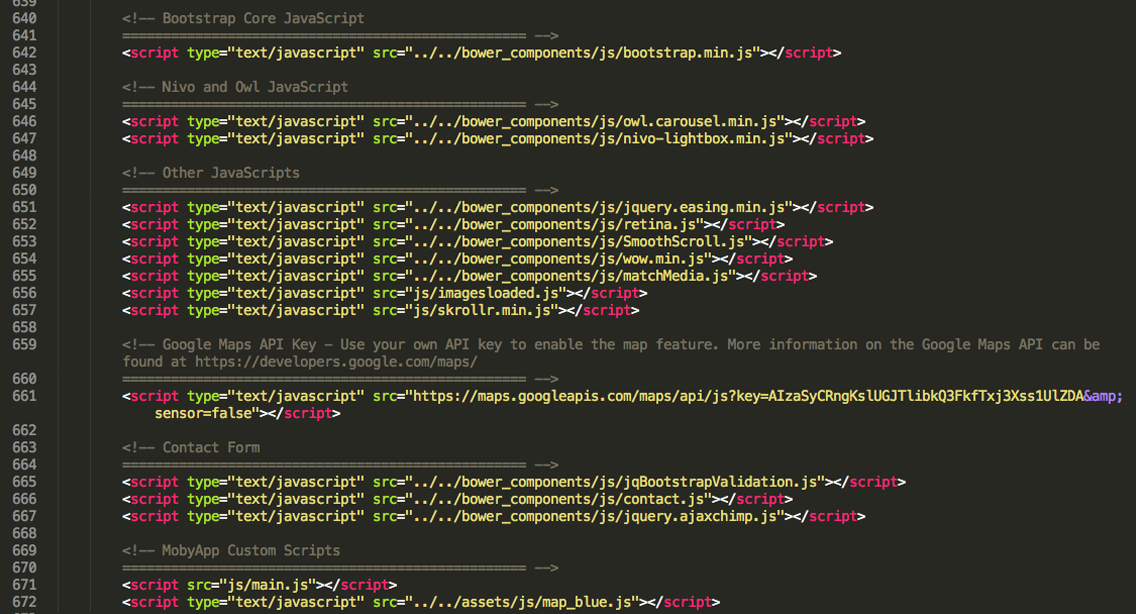 639
640 <!-- Bootstrap Core JavaScript
641 ================================================== -->
642 <script type="text/javascript" src="../../bower_components/js/bootstrap.min.js"></script>
643
644 <!-- Nivo and Owl JavaScript
645 ================================================== -->
646 <script type="text/javascript" src="../../bower_components/js/owl.carousel.min.js"></script>
647 <script type="text/javascript" src="../../bower_components/js/nivo-lightbox.min.js"></script>
648
649 <!-- Other JavaScripts
650 ================================================== -->
651 <script type="text/javascript" src="../../bower_components/js/jquery.easing.min.js"></script>
652 <script type="text/javascript" src="../../bower_components/js/retina.js"></script>
653 <script type="text/javascript" src="../../bower_components/js/SmoothScroll.js"></script>
654 <script type="text/javascript" src="../../bower_components/js/wow.min.js"></script>
655 <script type="text/javascript" src="../../bower_components/js/matchMedia.js"></script>
656 <script type="text/javascript" src="js/imagesloaded.js"></script>
657 <script type="text/javascript" src="js/skrollr.min.js"></script>
658
659 <!-- Google Maps API Key - Use your own API key to enable the map feature. More information on the Google Maps API can be
found at https://developers.google.com/maps/
660 ================================================== -->
661 <script type="text/javascript" src="https://maps.googleapis.com/maps/api/js?key=AIzaSyCRngKslUGJTlibkQ3FkfTxj3Xss1UlZDA&amp;
sensor=false"></script>
662
663 <!-- Contact Form
664 ================================================== -->
665 <script type="text/javascript" src="../../bower_components/js/jqBootstrapValidation.js"></script>
666 <script type="text/javascript" src="../../bower_components/js/contact.js"></script>
667 <script type="text/javascript" src="../../bower_components/js/jquery.ajaxchimp.js"></script>
668
669 <!-- MobyApp Custom Scripts
670 ================================================== -->
671 <script src="js/main.js"></script>
672 <script type="text/javascript" src="../../assets/js/map_blue.js"></script>